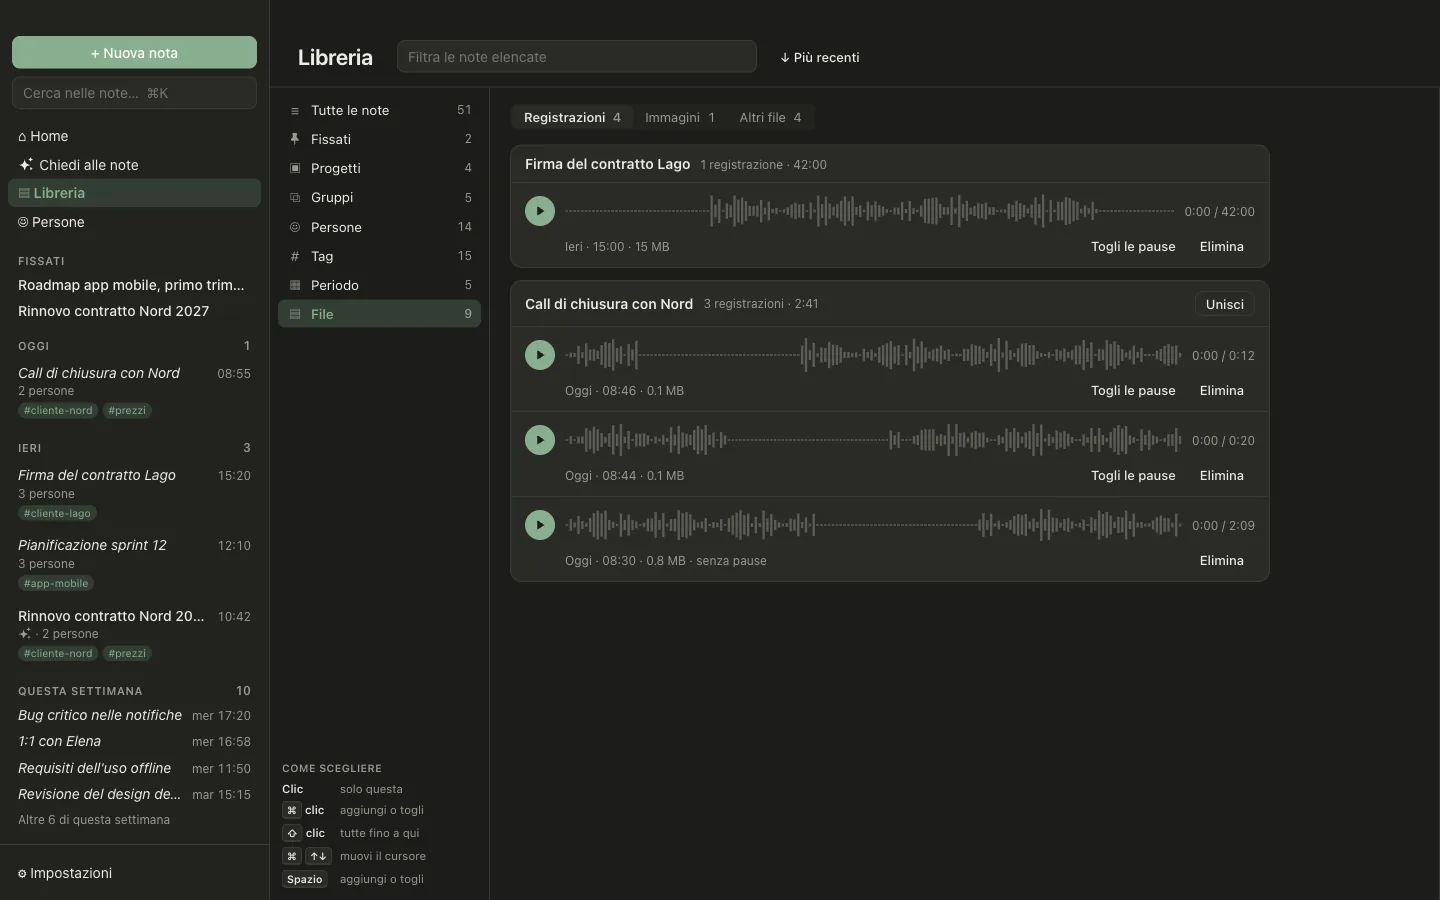 + Nuova nota
Cerca nelle note... ⌘K
⌂ Home
Chiedi alle note
Libreria
Persone
FISSATI
Roadmap app mobile, primo trim...
Rinnovo contratto Nord 2027
OGGI 1
Call di chiusura con Nord 08:55
2 persone
#cliente-nord #prezzi
IERI 3
Firma del contratto Lago 15:20
3 persone
#cliente-lago
Pianificazione sprint 12 12:10
3 persone
#app-mobile
Rinnovo contratto Nord 20... 10:42
· 2 persone
#cliente-nord #prezzi
QUESTA SETTIMANA 10
Bug critico nelle notifiche mer 17:20
1:1 con Elena mer 16:58
Requisiti dell'uso offline mer 11:50
Revisione del design de... mar 15:15
Altre 6 di questa settimana
⚙ Impostazioni
Libreria
Filtra le note elencate
↓ Più recenti
Tutte le note 51
Fissati 2
Progetti 4
Gruppi 5
Persone 14
# Tag 15
Periodo 5
File 9
COME SCEGLIERE
Clic solo questa
⌘ clic aggiungi o togli
⇧ clic tutte fino a qui
⌘ ↑↓ muovi il cursore
Spazio aggiungi o togli
Registrazioni 4 Immagini 1 Altri file 4
Firma del contratto Lago 1 registrazione · 42:00
0:00 / 42:00
Ieri · 15:00 · 15 MB Togli le pause Elimina
Call di chiusura con Nord 3 registrazioni · 2:41 Unisci
0:00 / 0:12
Oggi · 08:46 · 0.1 MB Togli le pause Elimina
0:00 / 0:20
Oggi · 08:44 · 0.1 MB Togli le pause Elimina
0:00 / 2:09
Oggi · 08:30 · 0.8 MB · senza pause Elimina